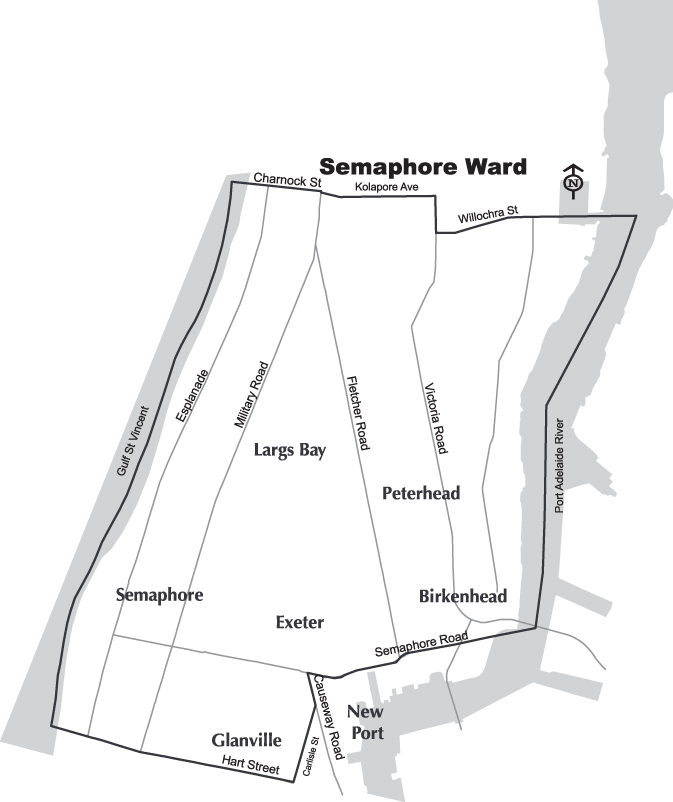 Semaphore Ward
Charnock St
Kolapore Ave
N
Willochra St
Esplanade
Military Road
Fletcher Road
Victoria Road
Gulf St Vincent
Port Adelaide River
Largs Bay
Peterhead
Semaphore
Birkenhead
Exeter
Semaphore Road
Causeway Road
New
Port
Glanville
Carlisle St
Hart Street